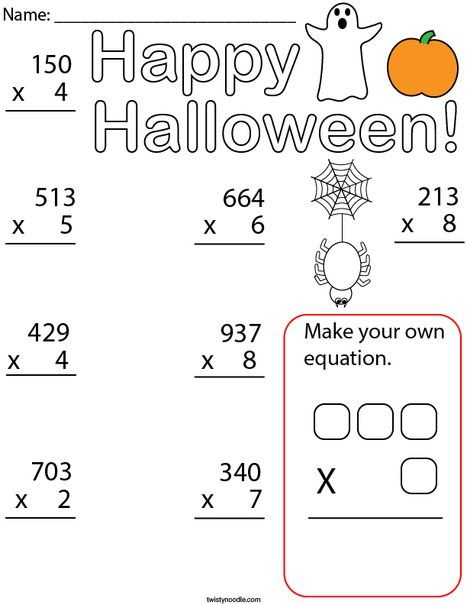 Name: ________________________
150
x 4
Happy
Halloween!
513
x 5
664
x 6
213
x 8
429
x 4
937
x 8
Make your own
equation.
X
703
x 2
340
x 7
twistynoodle.com